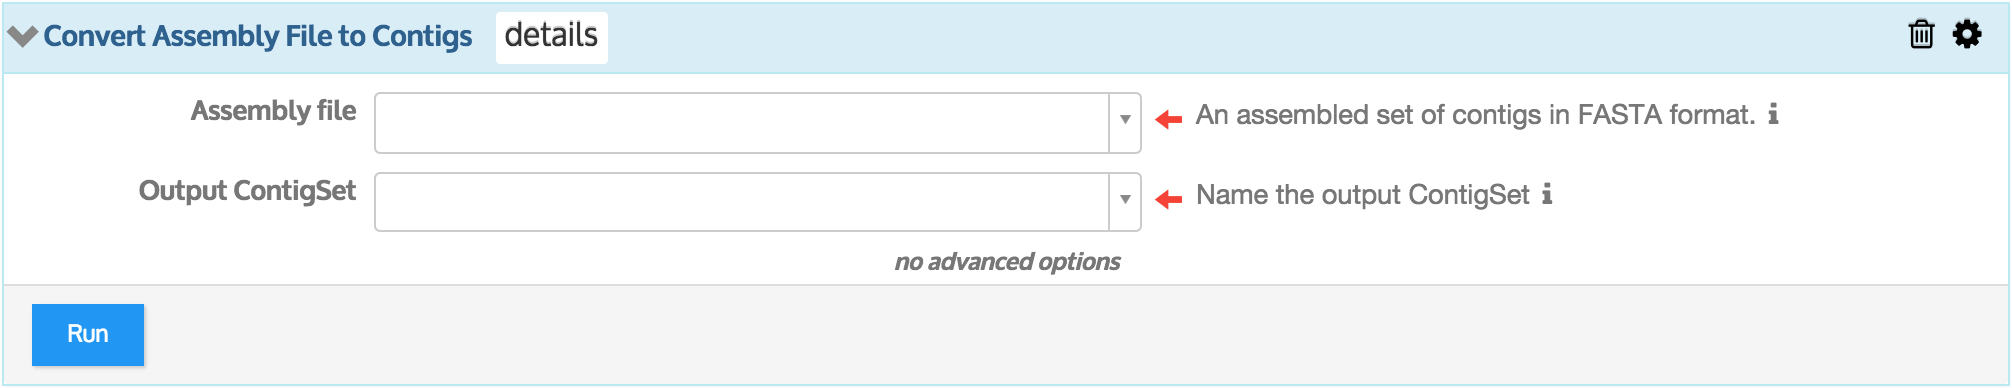 Convert Assembly File to Contigs details
Assembly file An assembled set of contigs in FASTA format.
Output ContigSet Name the output ContigSet
no advanced options
Run